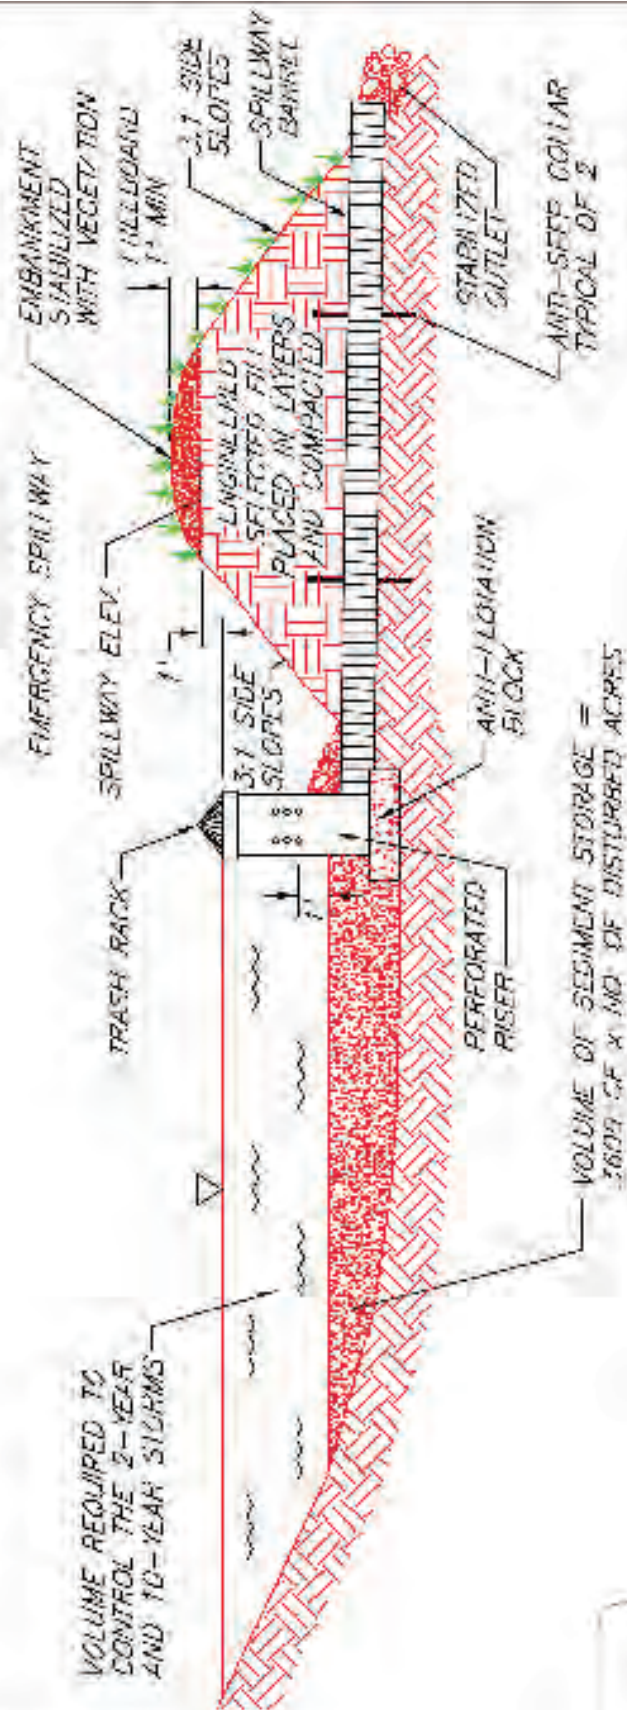 VOLUME REQUIRED TO
CONTROL THE 2-YEAR
AND 10-YEAR STORMS
TRASH RACK
EMERGENCY SPILLWAY
SPILLWAY ELEV.
1'
EMBANKMENT
STABILIZED
WITH VEGETATION
FREEBOARD
1' MIN
3:1 SIDE
SLOPES
SPILLWAY
BARREL
3:1 SIDE
SLOPES
ENGINEERED
SELECTED FILL
PLACED IN LAYERS
AND COMPACTED
1'
PERFORATED
RISER
ANTI-FLOTATION
BLOCK
STABILIZED
OUTLET
ANTI-SEEP COLLAR
TYPICAL OF 2
VOLUME OF SEDIMENT STORAGE =
CF X NO. OF DISTURBED ACRES